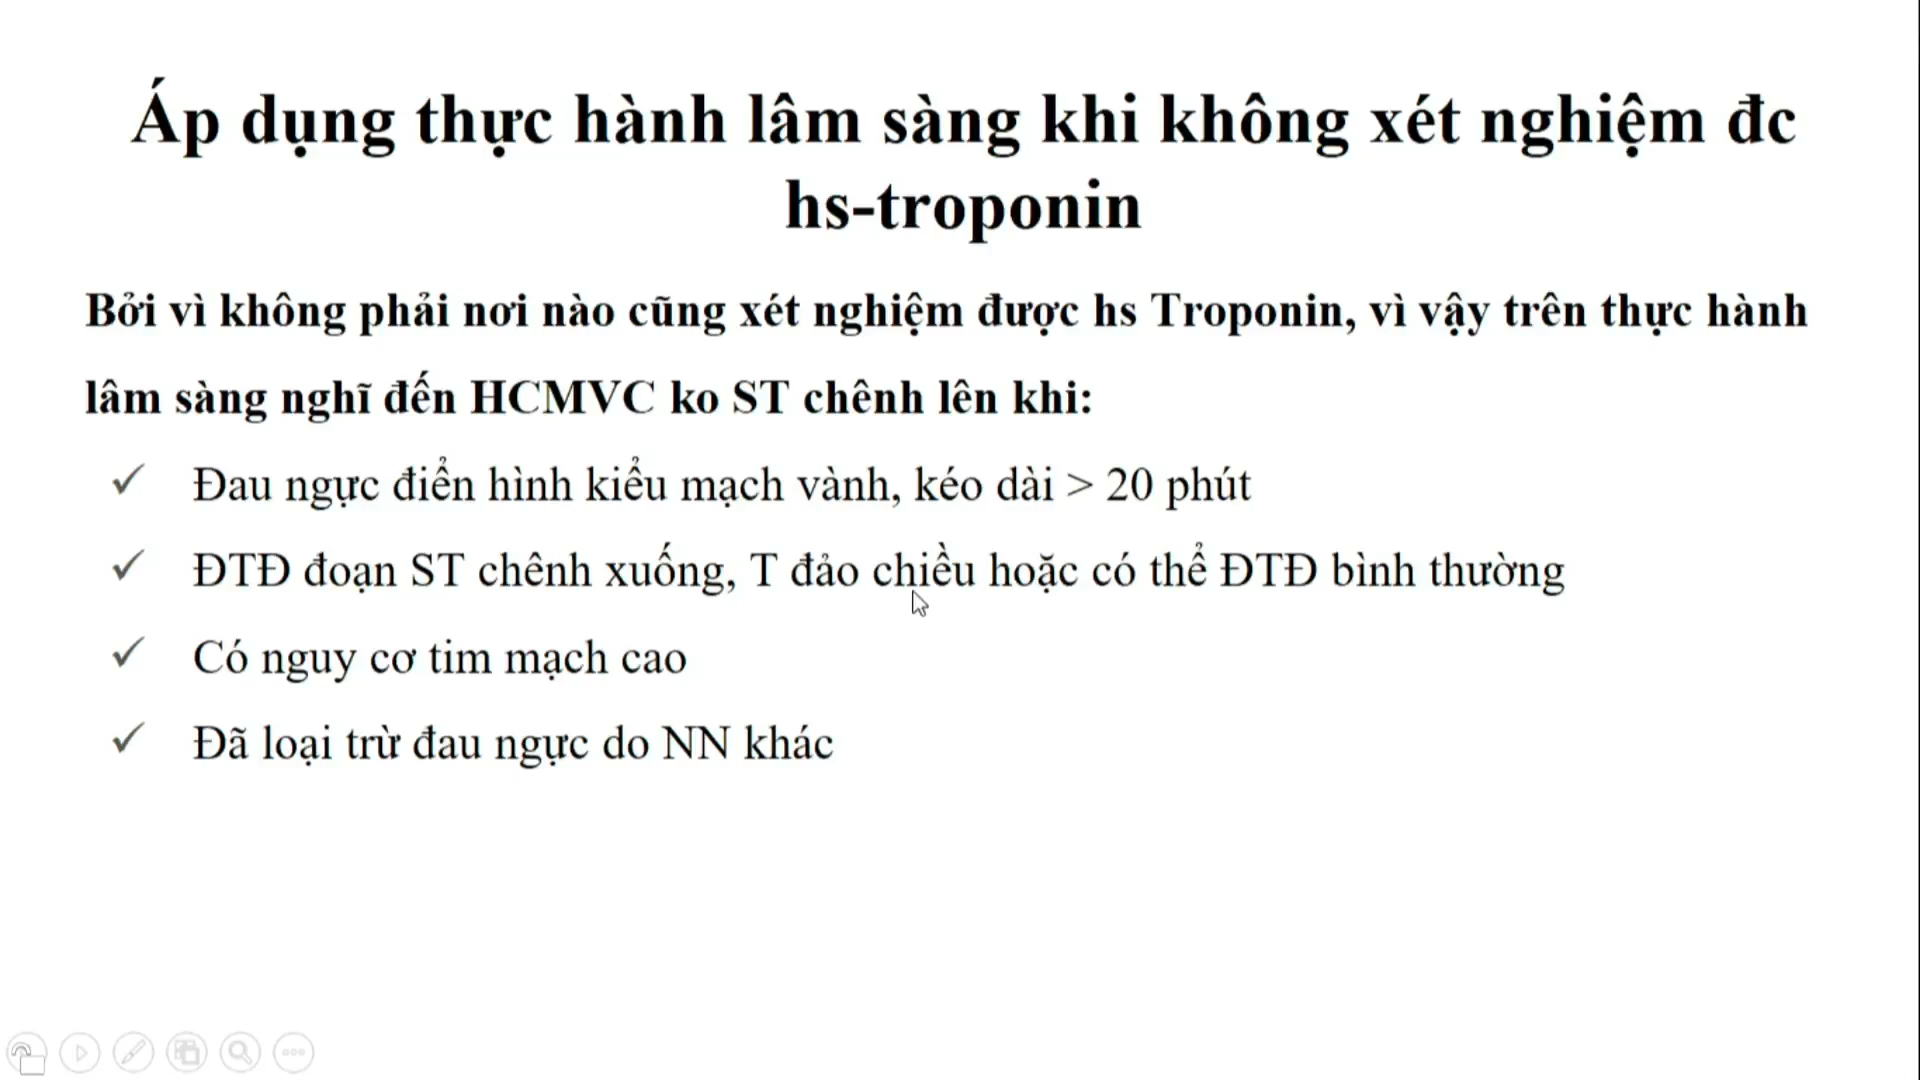 Áp dụng thực hành lâm sàng khi không xét nghiệm đc
hs-troponin
Bởi vì không phải nơi nào cũng xét nghiệm được hs Troponin, vì vậy trên thực hành
lâm sàng nghĩ đến HCMVC ko ST chênh lên khi:
✓ Đau ngực điển hình kiểu mạch vành, kéo dài > 20 phút
✓ ĐTĐ đoạn ST chênh xuống, T đảo chiều hoặc có thể ĐTĐ bình thường
✓ Có nguy cơ tim mạch cao
✓ Đã loại trừ đau ngực do NN khác